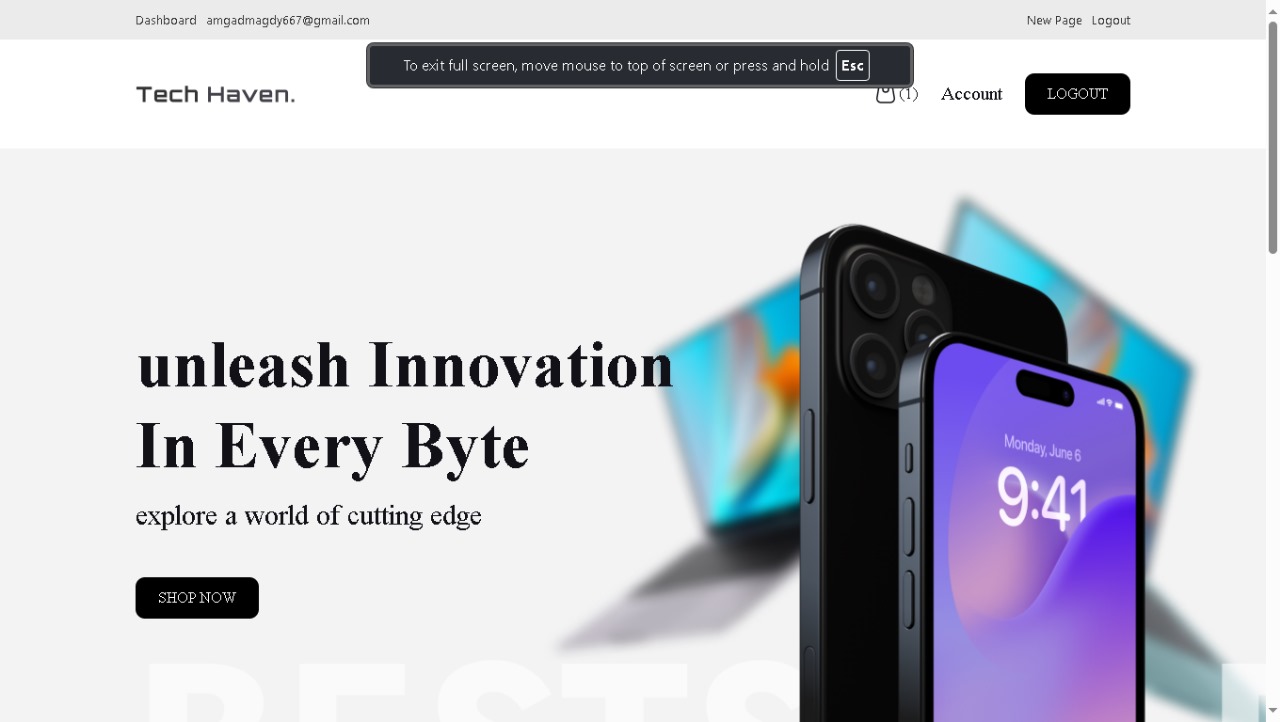 Dashboard amgadmagdy667@gmail.com New Page Logout
To exit full screen, move mouse to top of screen or press and hold Esc
Tech Haven. (1) Account LOGOUT
unleash Innovation
In Every Byte
explore a world of cutting edge
SHOP NOW
Monday, June 6
9:41